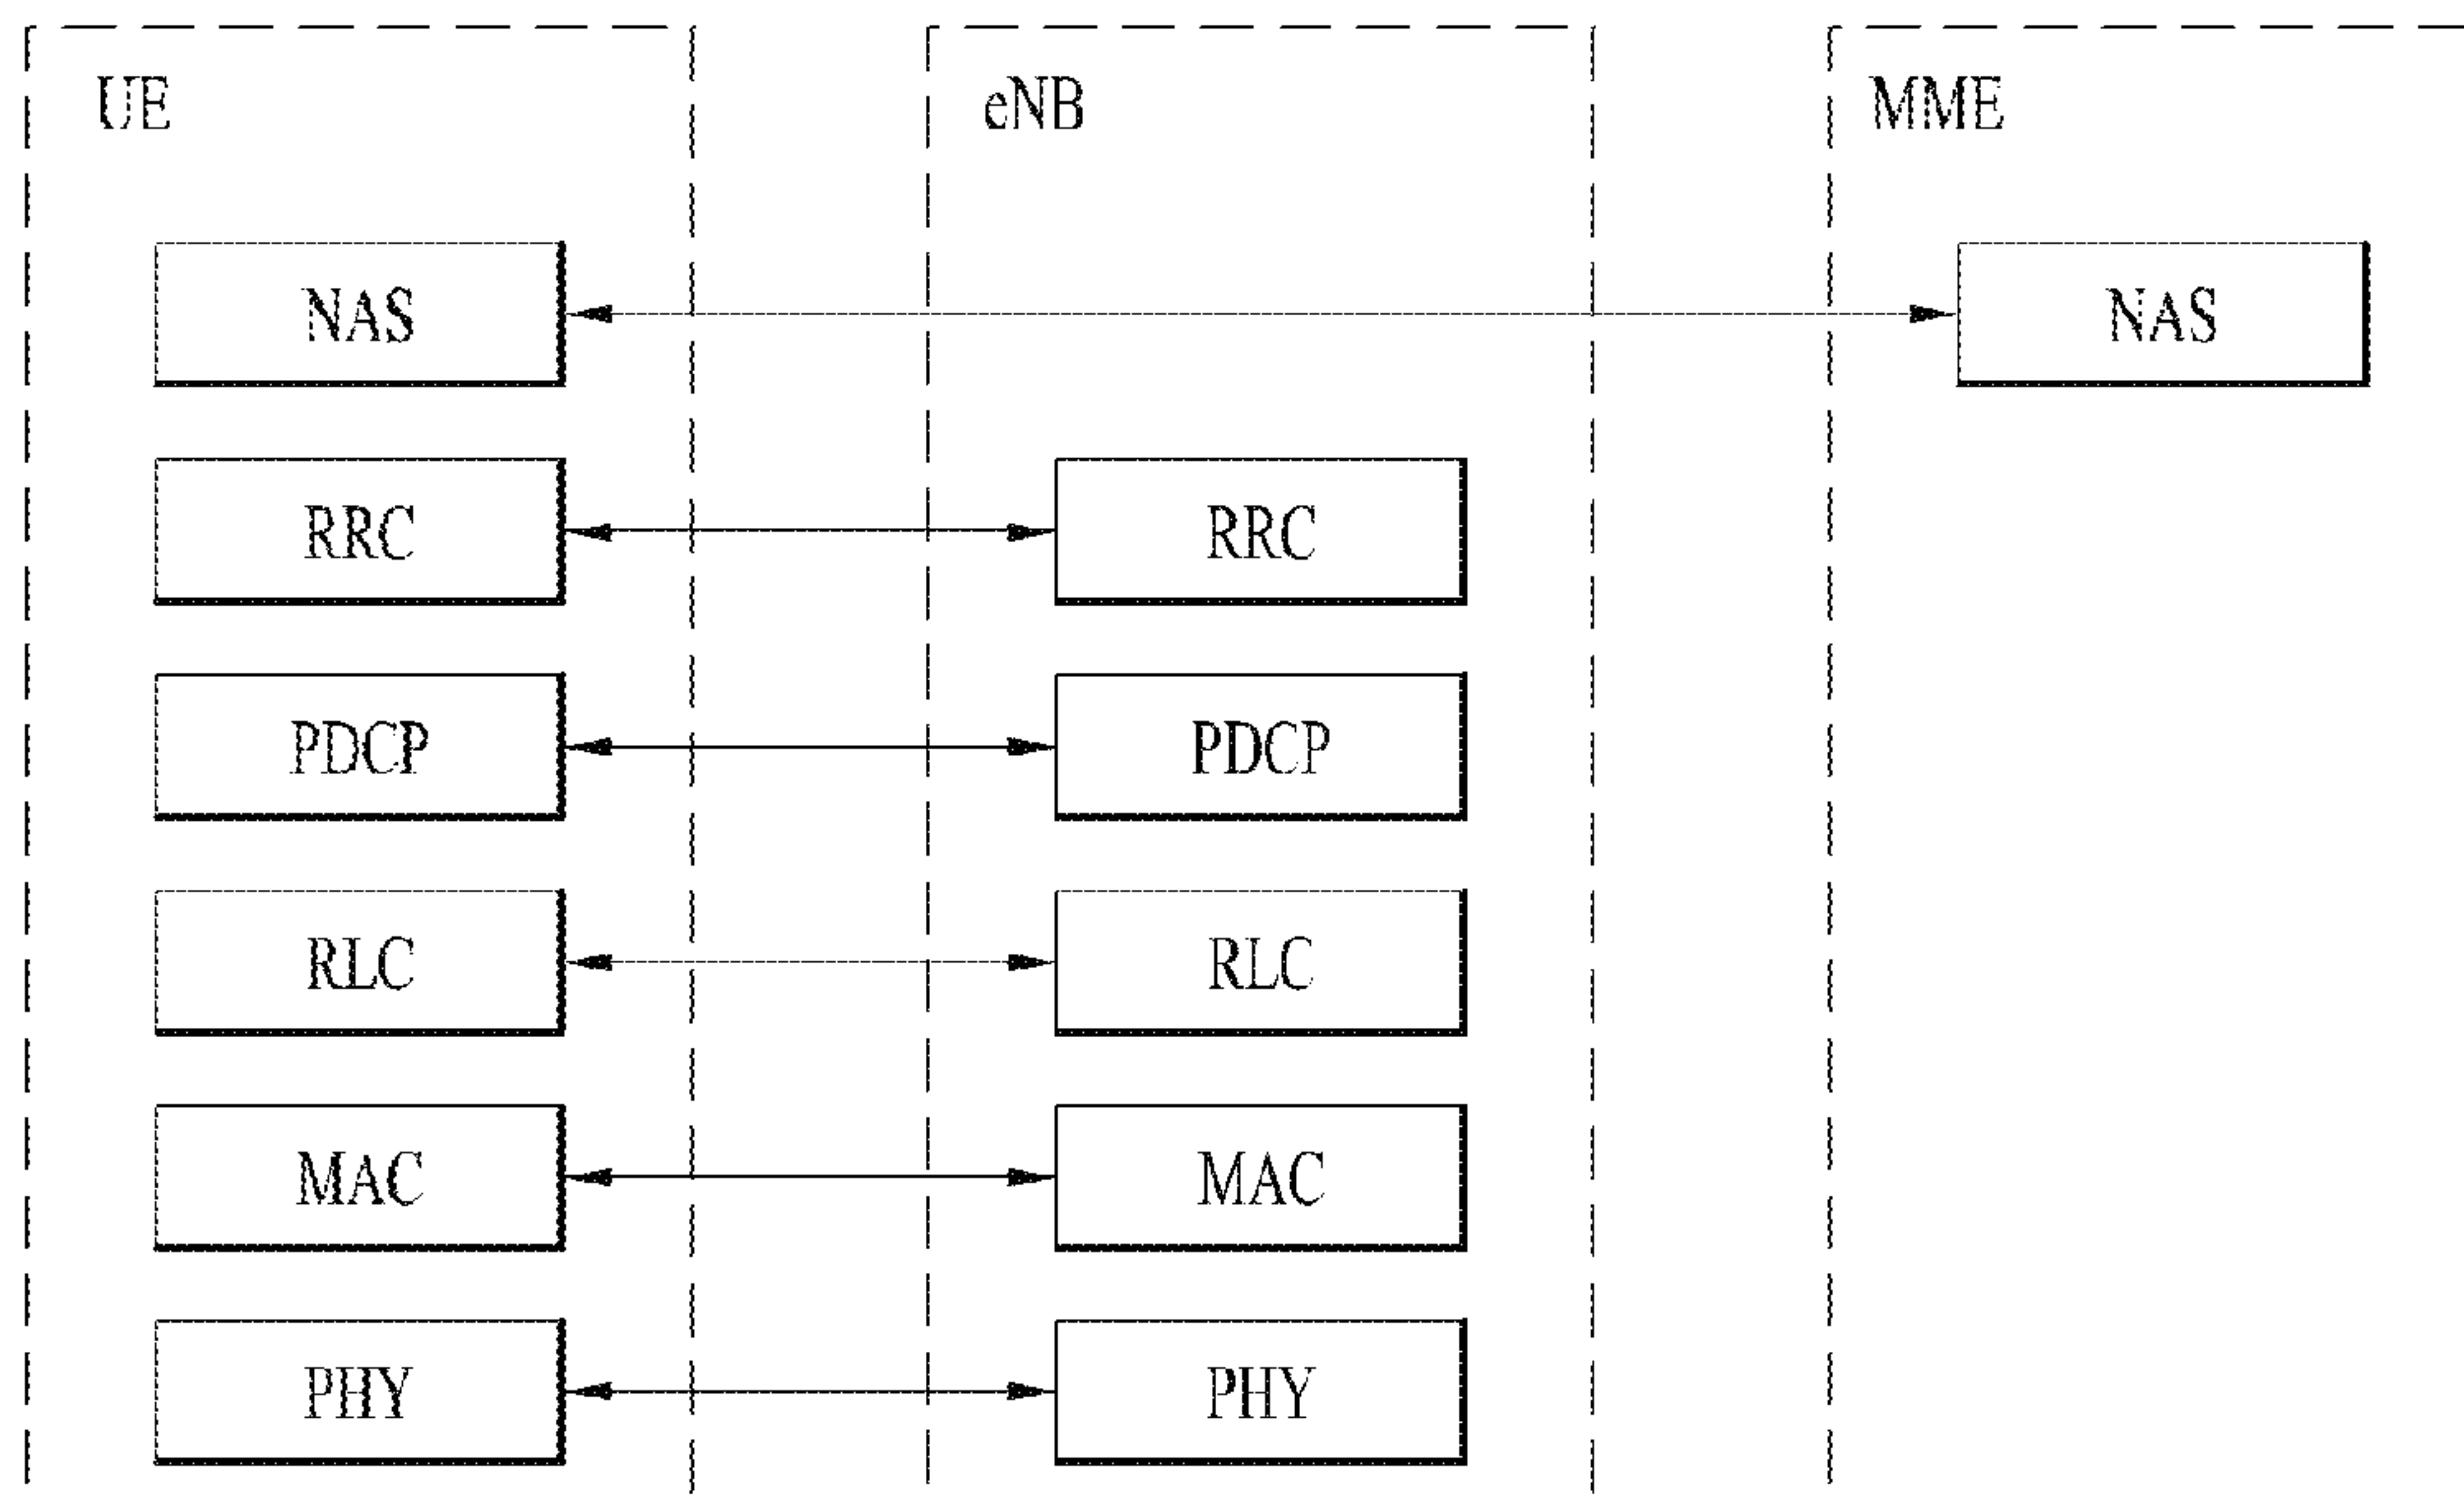 UE eNB MME
NAS NAS
RRC RRC
PDCP PDCP
RLC RLC
MAC MAC
PHY PHY